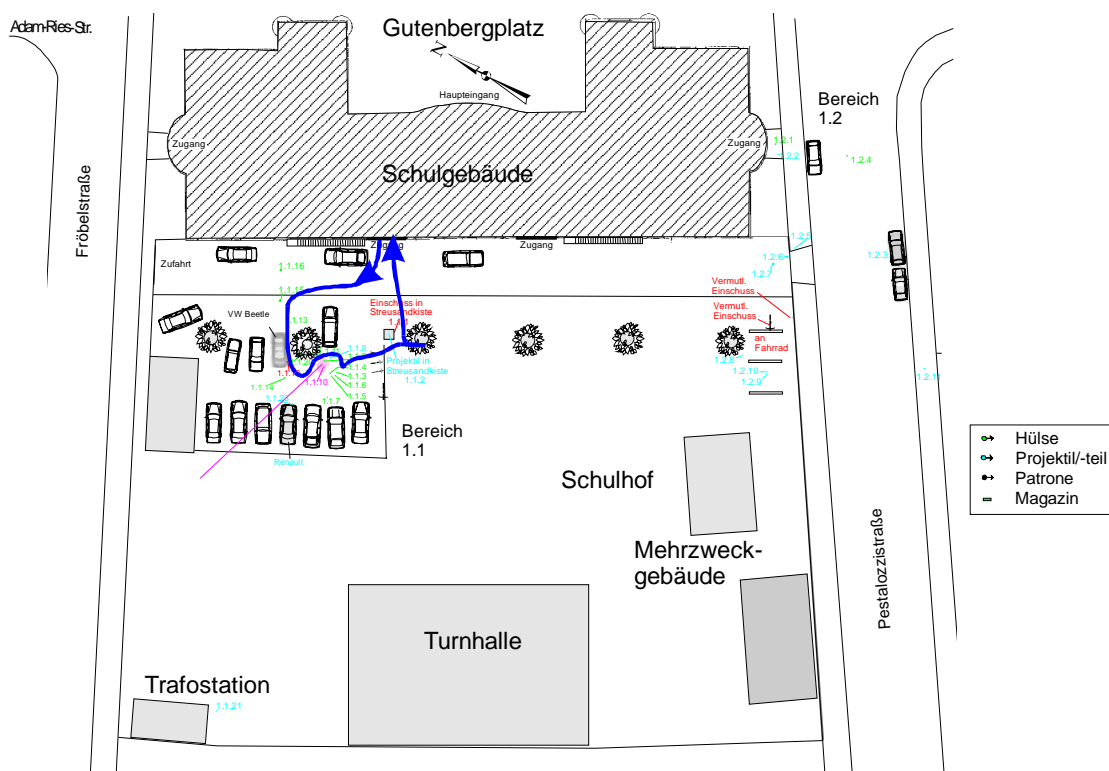 Adam-Ries-Str.
Gutenbergplatz
N
Haupteingang
Bereich
1.2
Zugang
Zugang
1.2.1
1.2.2
1.2.4
Schulgebäude
Fröbelstraße
Zugang
Zugang
1.2.5
1.2.6
1.2.3
1.2.7
Zufahrt
1.1.16
1.1.15
Vermutl.
Einschuss
VW Beetle
1.1.13
Einschuss in
Streusandkiste
Vermutl.
Einschuss
an
Fahrrad
1.1.8
Projektil in
Streusandkiste
1.1.2
1.1.4
1.1.3
1.1.10
1.1.6
1.1.14
1.1.5
1.1.7
1.2.8
1.2.10
1.2.9
1.2.11
Bereich
1.1
Renault
Schulhof
Hülse
Projektil/-teil
Patrone
Magazin
Mehrzweck-
gebäude
Pestalozzistraße
Turnhalle
Trafostation
1.1.21